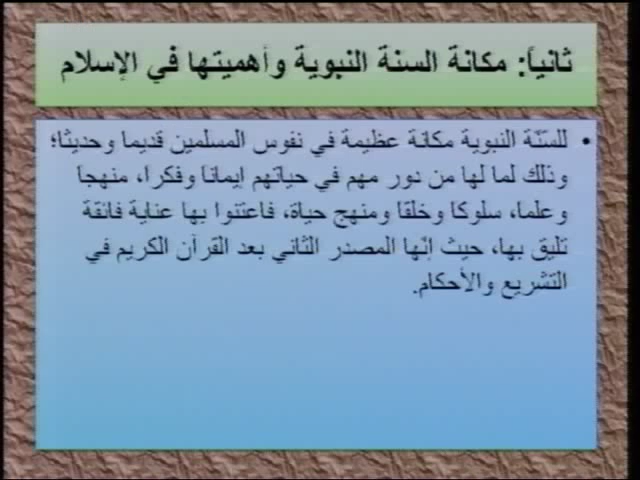 ثانياً: مكانة السنة النبوية وأهميتها في الإسلام
• للسّنّة النبوية مكانة عظيمة في نفوس المسلمين قديما وحديثا؛
وذلك لما لها من دور مهم في حياتهم إيمانا وفكرا، منهجا
وعلما، سلوكا وخلقا ومنهج حياة، فاعتنوا بها عناية فائقة
تليق بها، حيث إنّها المصدر الثاني بعد القرآن الكريم في
التشريع والأحكام.